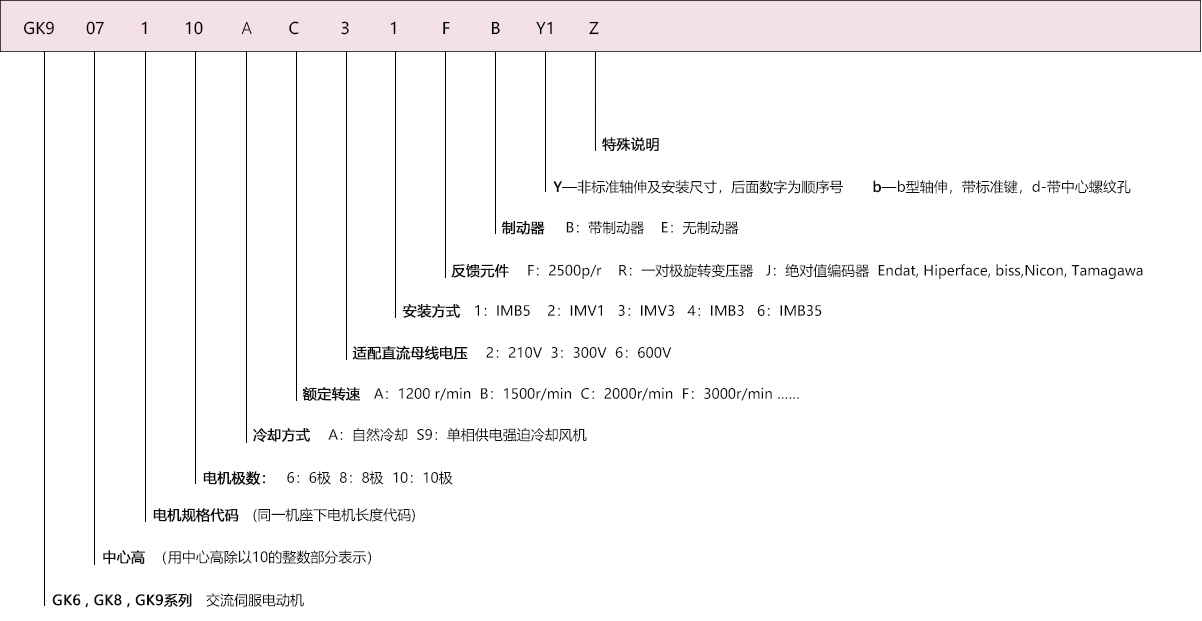 GK9 07 1 10 A C 3 1 F B Y1 Z
特殊说明
Y—非标准轴伸及安装尺寸，后面数字为顺序号 b—b型轴伸，带标准键，d-带中心螺纹孔
制动器 B：带制动器 E：无制动器
反馈元件 F：2500p/r R：一对极旋转变压器 J：绝对值编码器 Endat, Hiperface, biss,Nicon, Tamagawa
安装方式 1：IMB5 2：IMV1 3：IMV3 4：IMB3 6：IMB35
适配直流母线电压 2：210V 3：300V 6：600V
额定转速 A：1200 r/min B：1500r/min C：2000r/min F：3000r/min ......
冷却方式 A：自然冷却 S9：单相供电强迫冷却风机
电机极数： 6：6极 8：8极 10：10极
电机规格代码 (同一机座下电机长度代码)
中心高 （用中心高除以10的整数部分表示）
GK6 , GK8 , GK9系列 交流伺服电动机